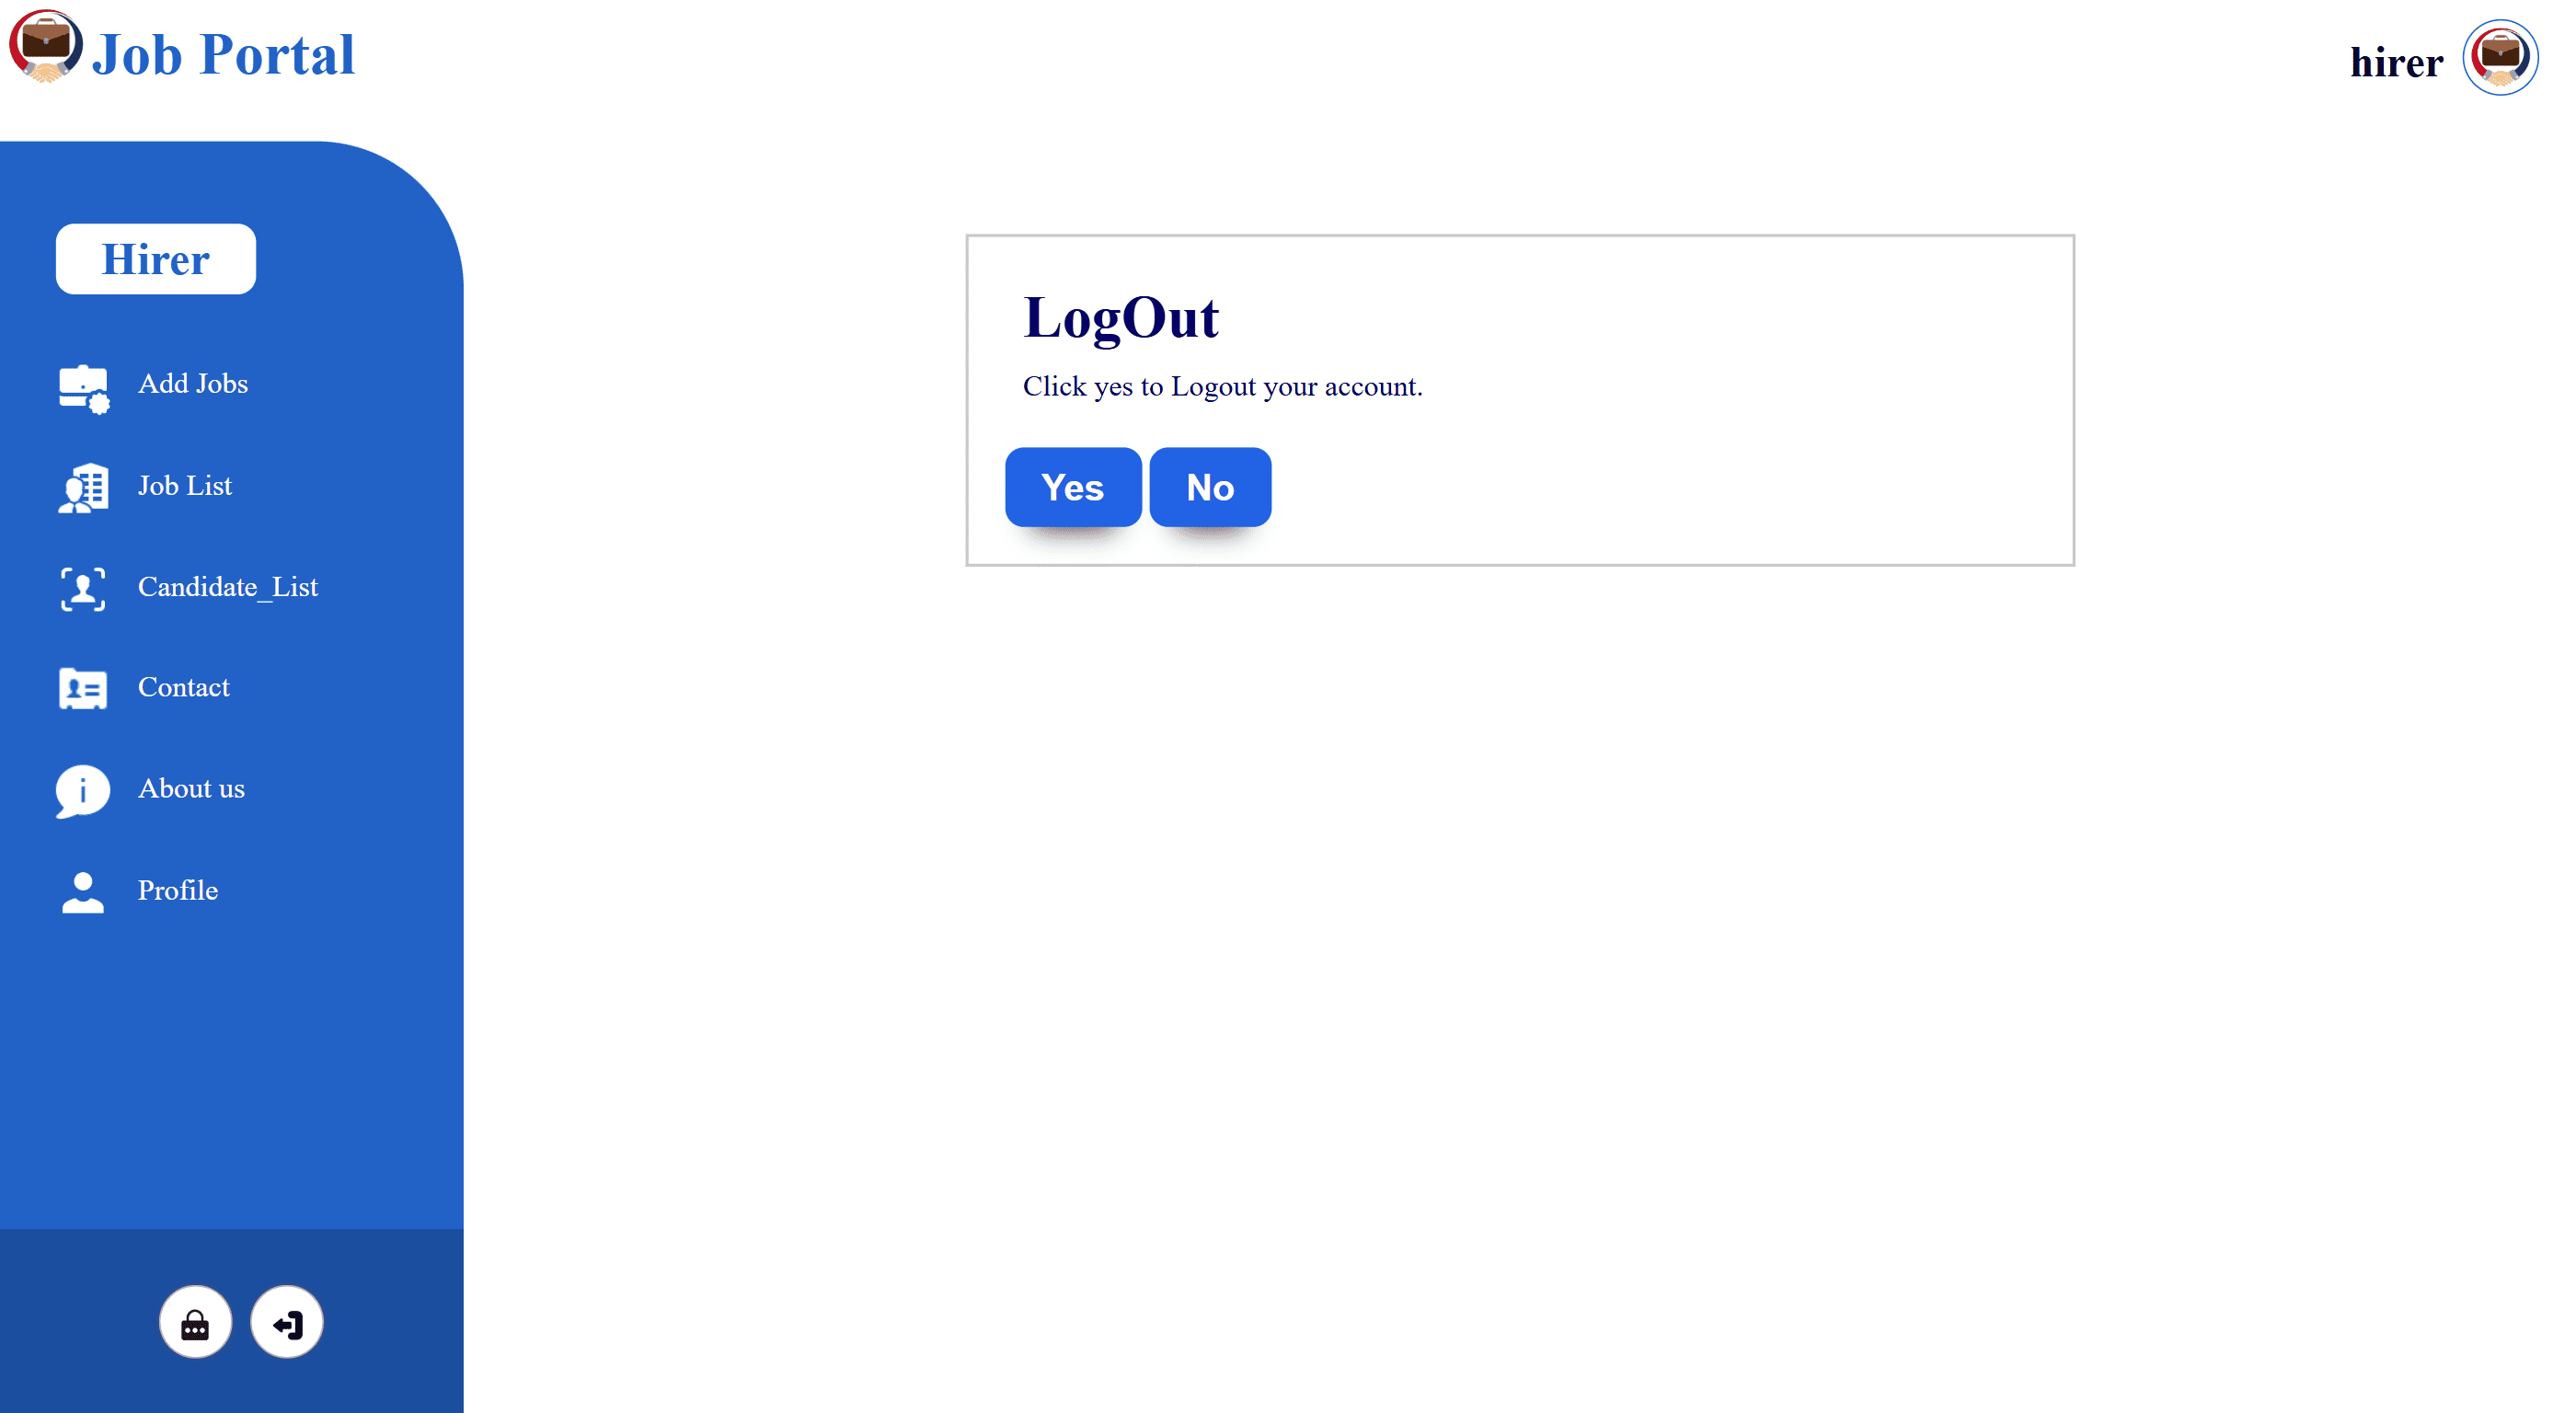 Job Portal
hirer
Hirer
Add Jobs
Job List
Candidate_List
Contact
About us
Profile
LogOut
Click yes to Logout your account.
Yes No